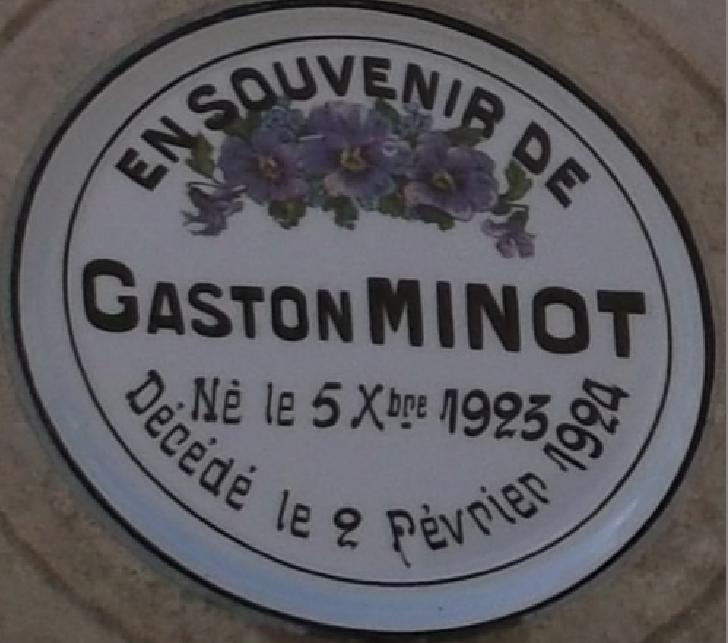 EN SOUVENIR DE
GASTON MINOT
Né le 5 Xbre 1923
Décédé le 2 Février 1924